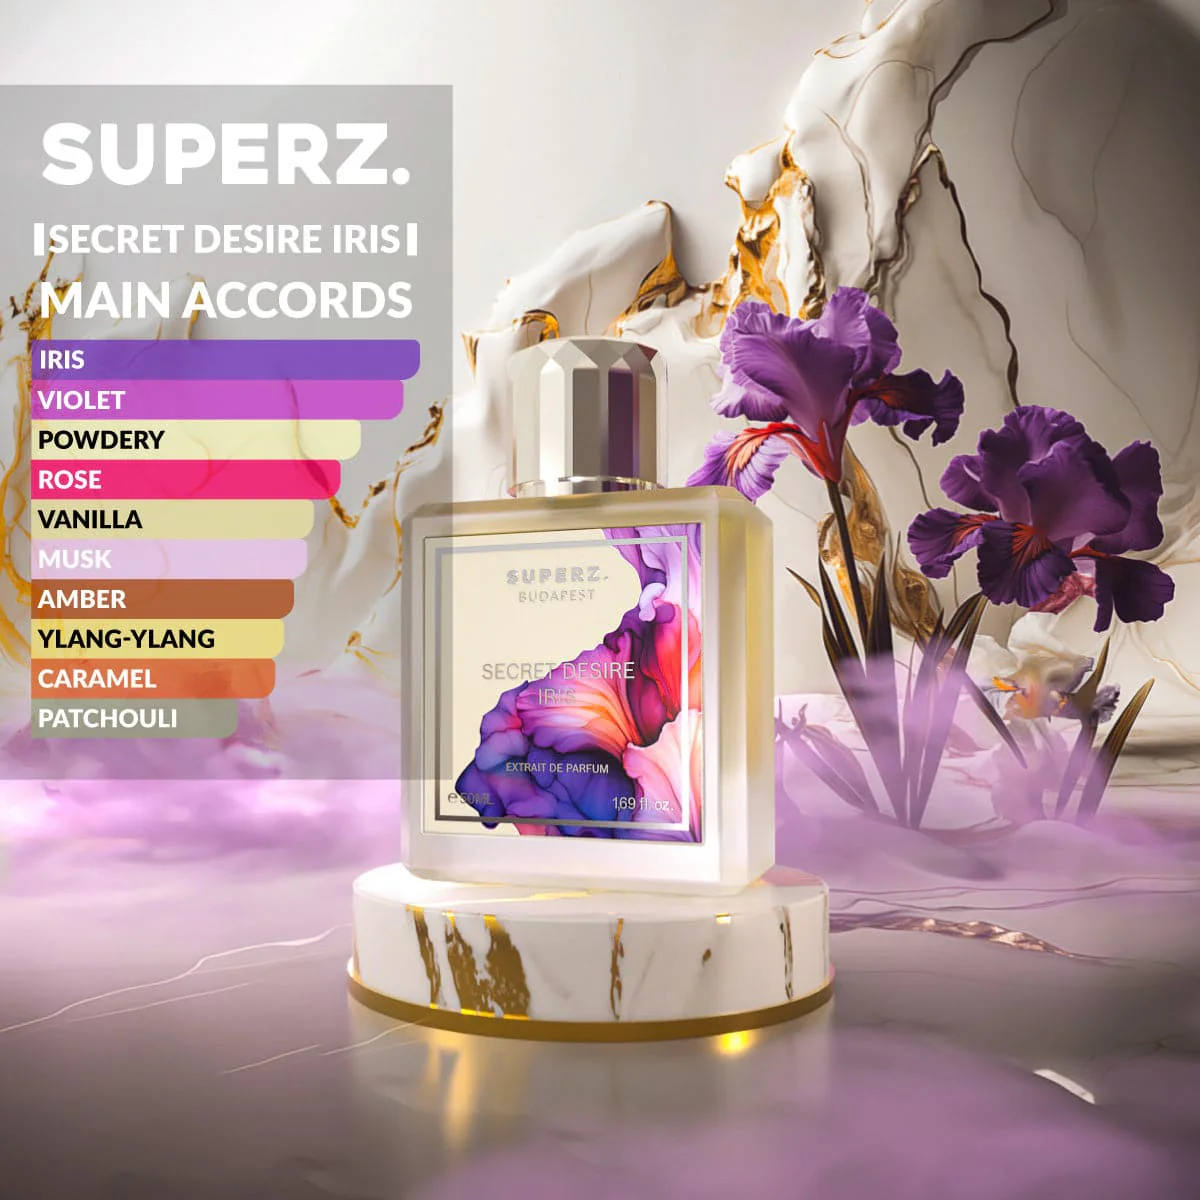 SUPERZ.
SECRET DESIRE IRIS
MAIN ACCORDS
IRIS
VIOLET
POWDERY
ROSE
VANILLA
MUSK
AMBER
YLANG-YLANG
CARAMEL
PATCHOULI
SUPERZ.
BUDAPEST
SECRET DESIRE
IRIS
EXTRAIT DE PARFUM
e 50ML
1,69 fl. oz.